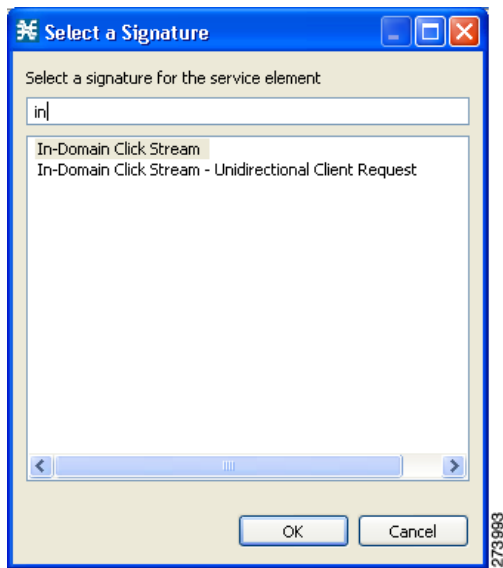 Select a Signature
Select a signature for the service element
in
In-Domain Click Stream
In-Domain Click Stream - Unidirectional Client Request
OK
Cancel
273993